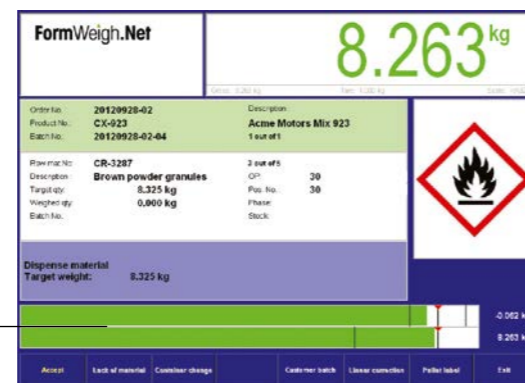 FormWeigh.Net
8.263 kg
Order No. 20120928-02 Description
Product No. CX-923 Acme Motors Mix 923
Batch No. 20120928-02-04 1 out of 1
Raw mat.No CR-3287 3 out of 5
Description Brown powder granules OP: 30
Target qty 8.325 kg Pos. No. 30
Weighed qty 0.000 kg Phase:
Batch No. Stock:
Dispense material
Target weight: 8.325 kg
-0.062 k
8.263 k
Accept Lack of material Container change Customer batch Linear correction Pallet label Exit